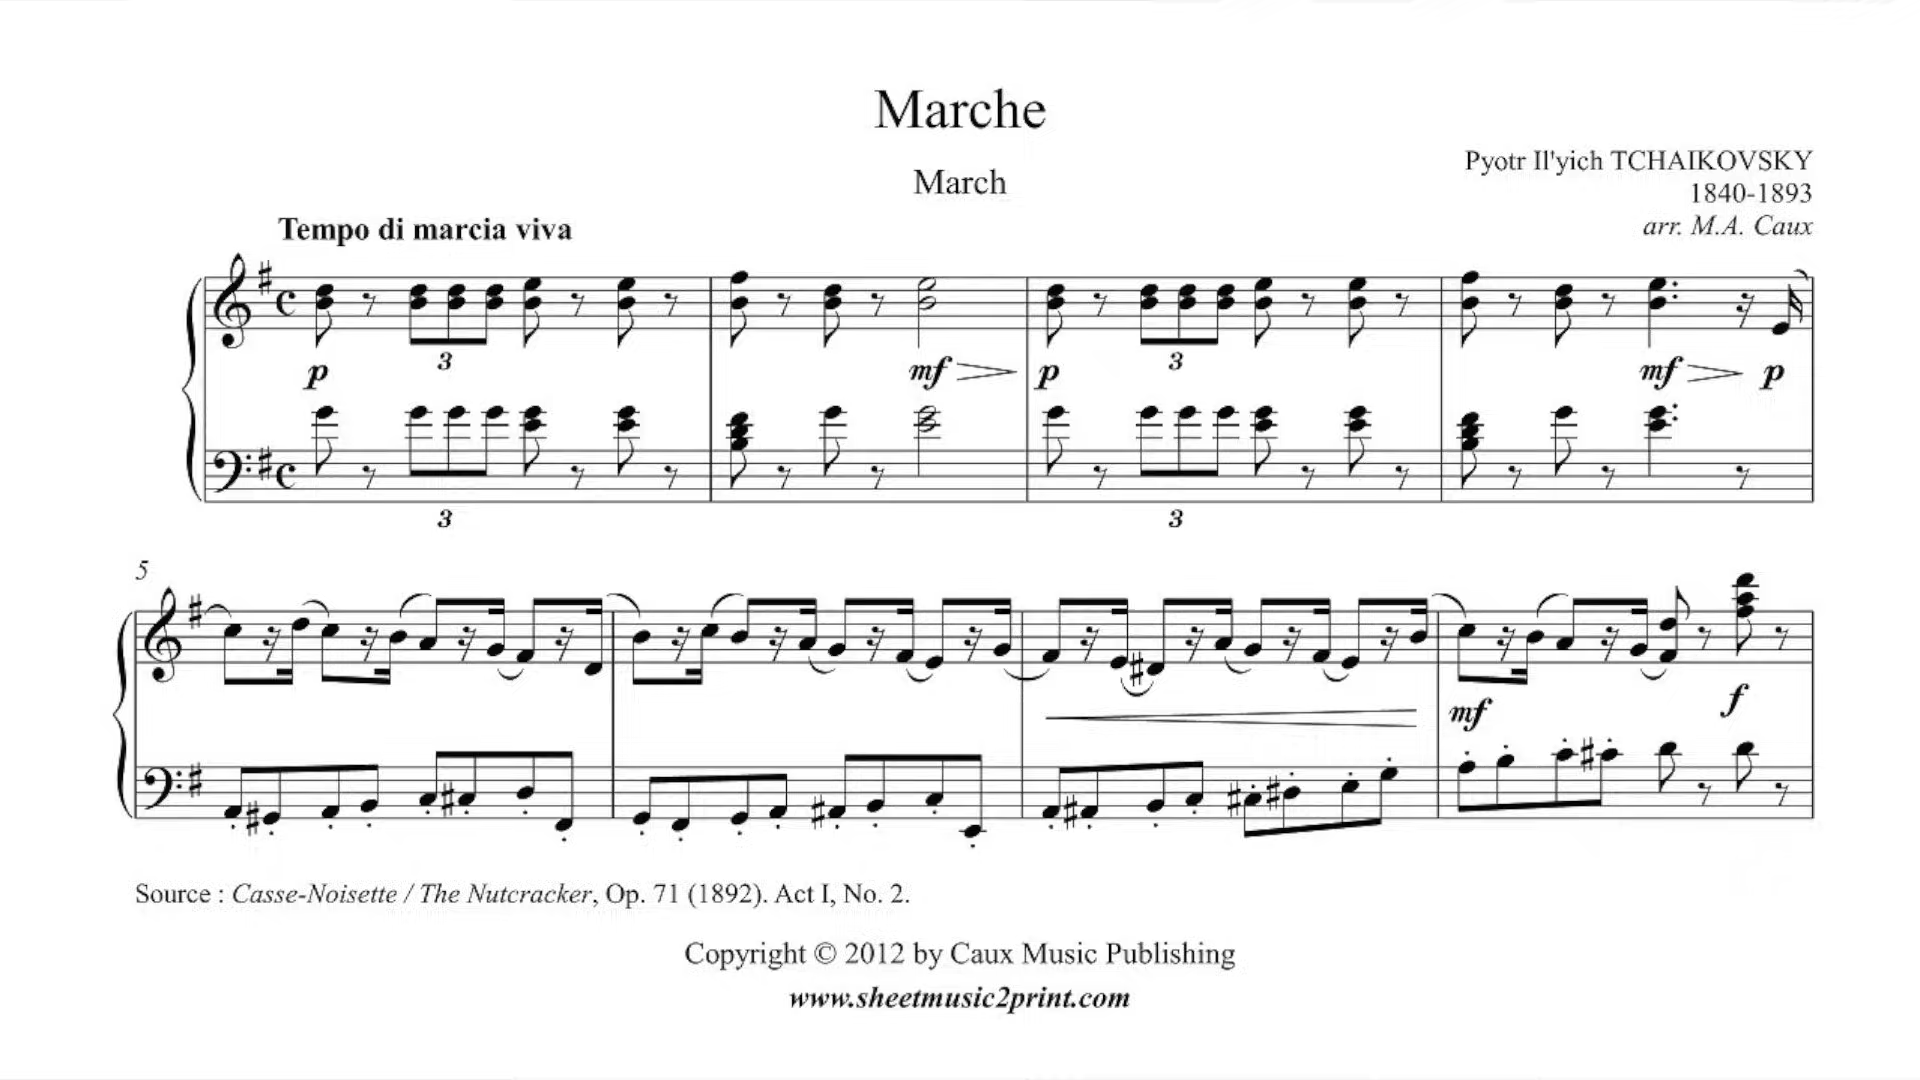 Marche
March
Pyotr Il'yich TCHAIKOVSKY
1840-1893
arr. M.A. Caux
Tempo di marcia viva
3
3
p
mf
p
mf
p
3
3
5
mf
f
Source : Casse-Noisette / The Nutcracker, Op. 71 (1892). Act I, No. 2.
Copyright © 2012 by Caux Music Publishing
www.sheetmusic2print.com